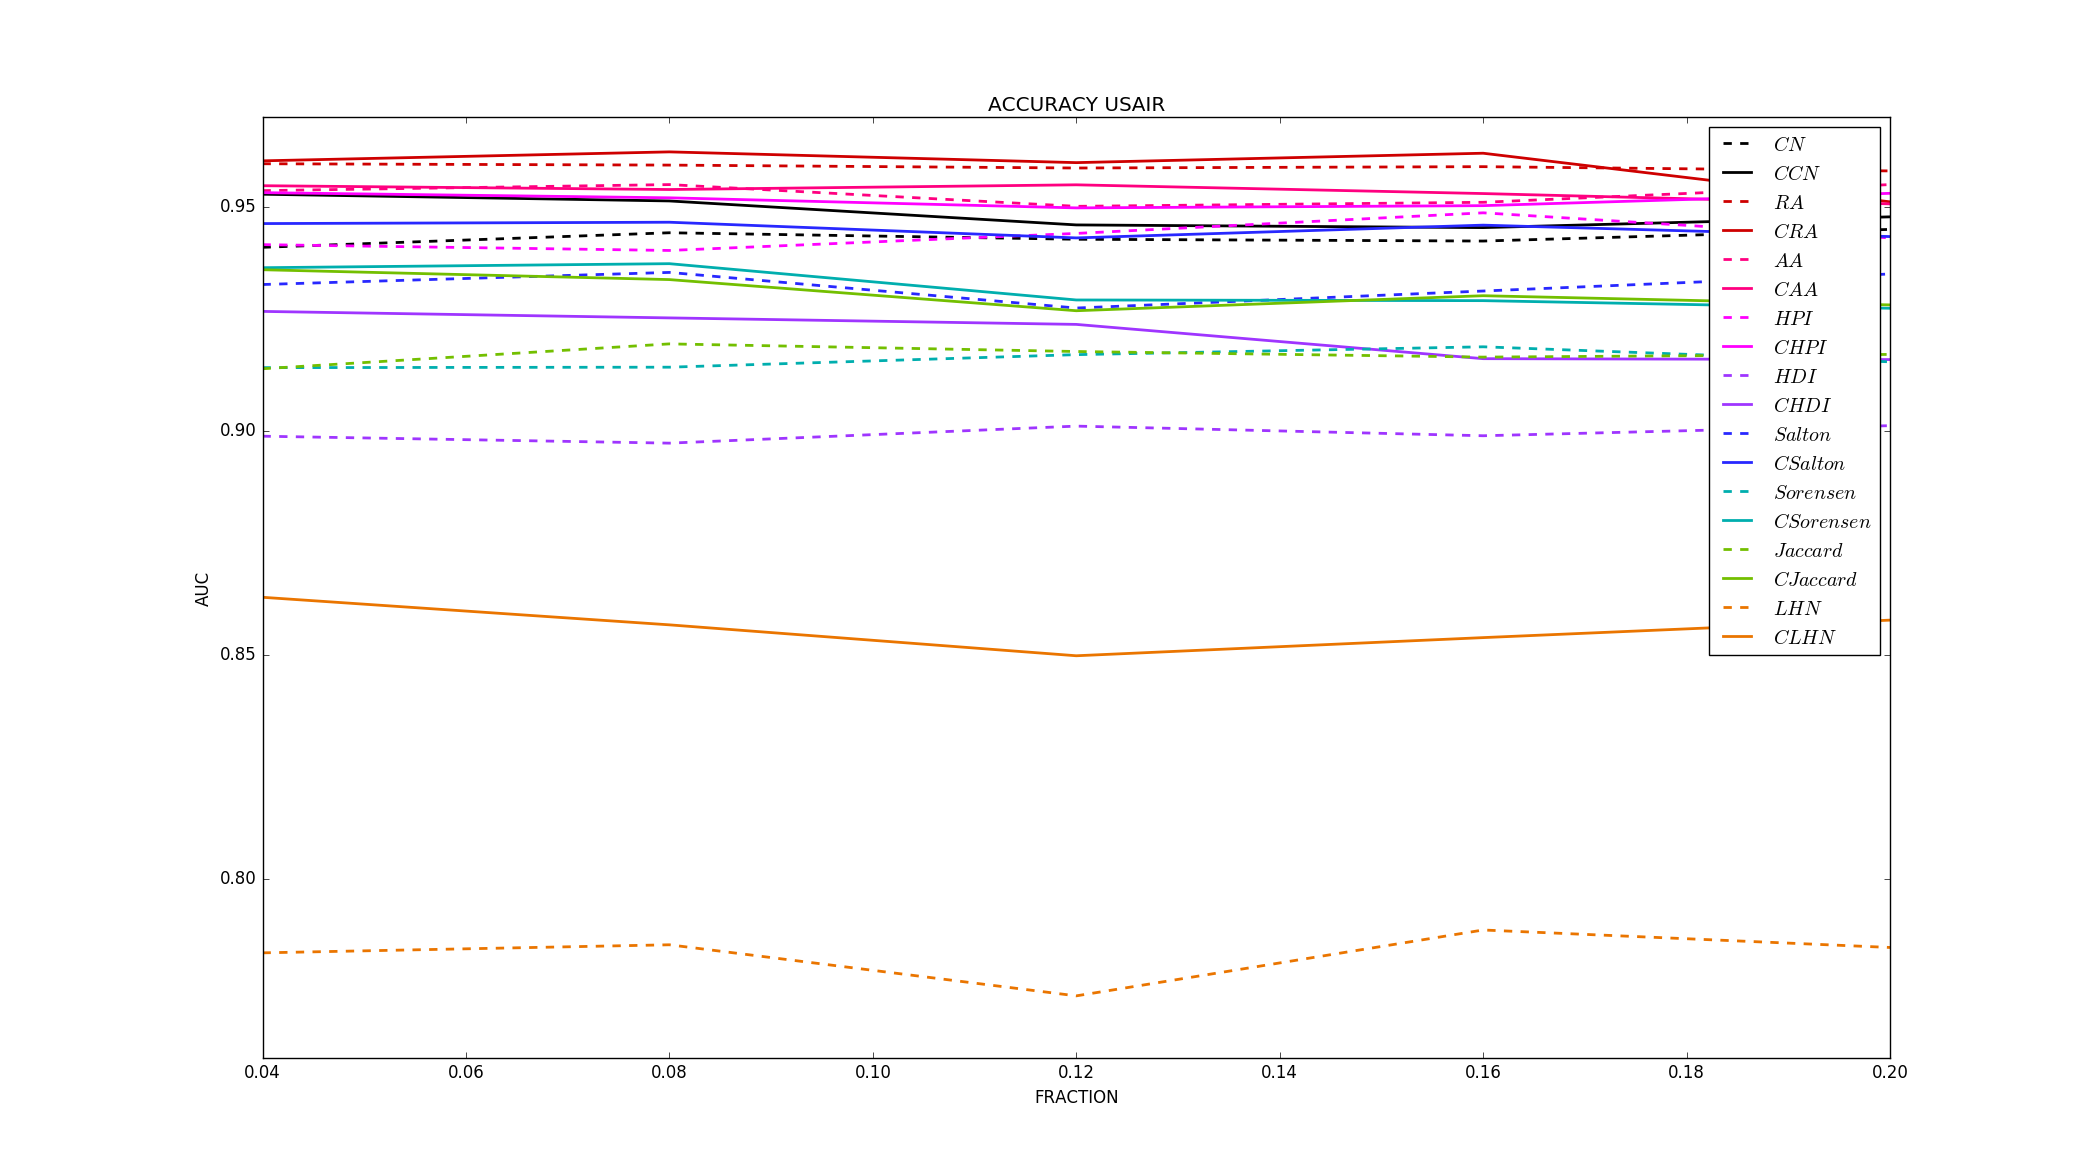 ACCURACY USAIR
CN
CCN
RA
CRA
AA
CAA
HPI
CHPI
HDI
CHDI
Salton
CSalton
Sorensen
CSorensen
Jaccard
CJaccard
LHN
CLHN
0.95
0.90
0.85
0.80
AUC
0.04 0.06 0.08 0.10 0.12 0.14 0.16 0.18 0.20
FRACTION